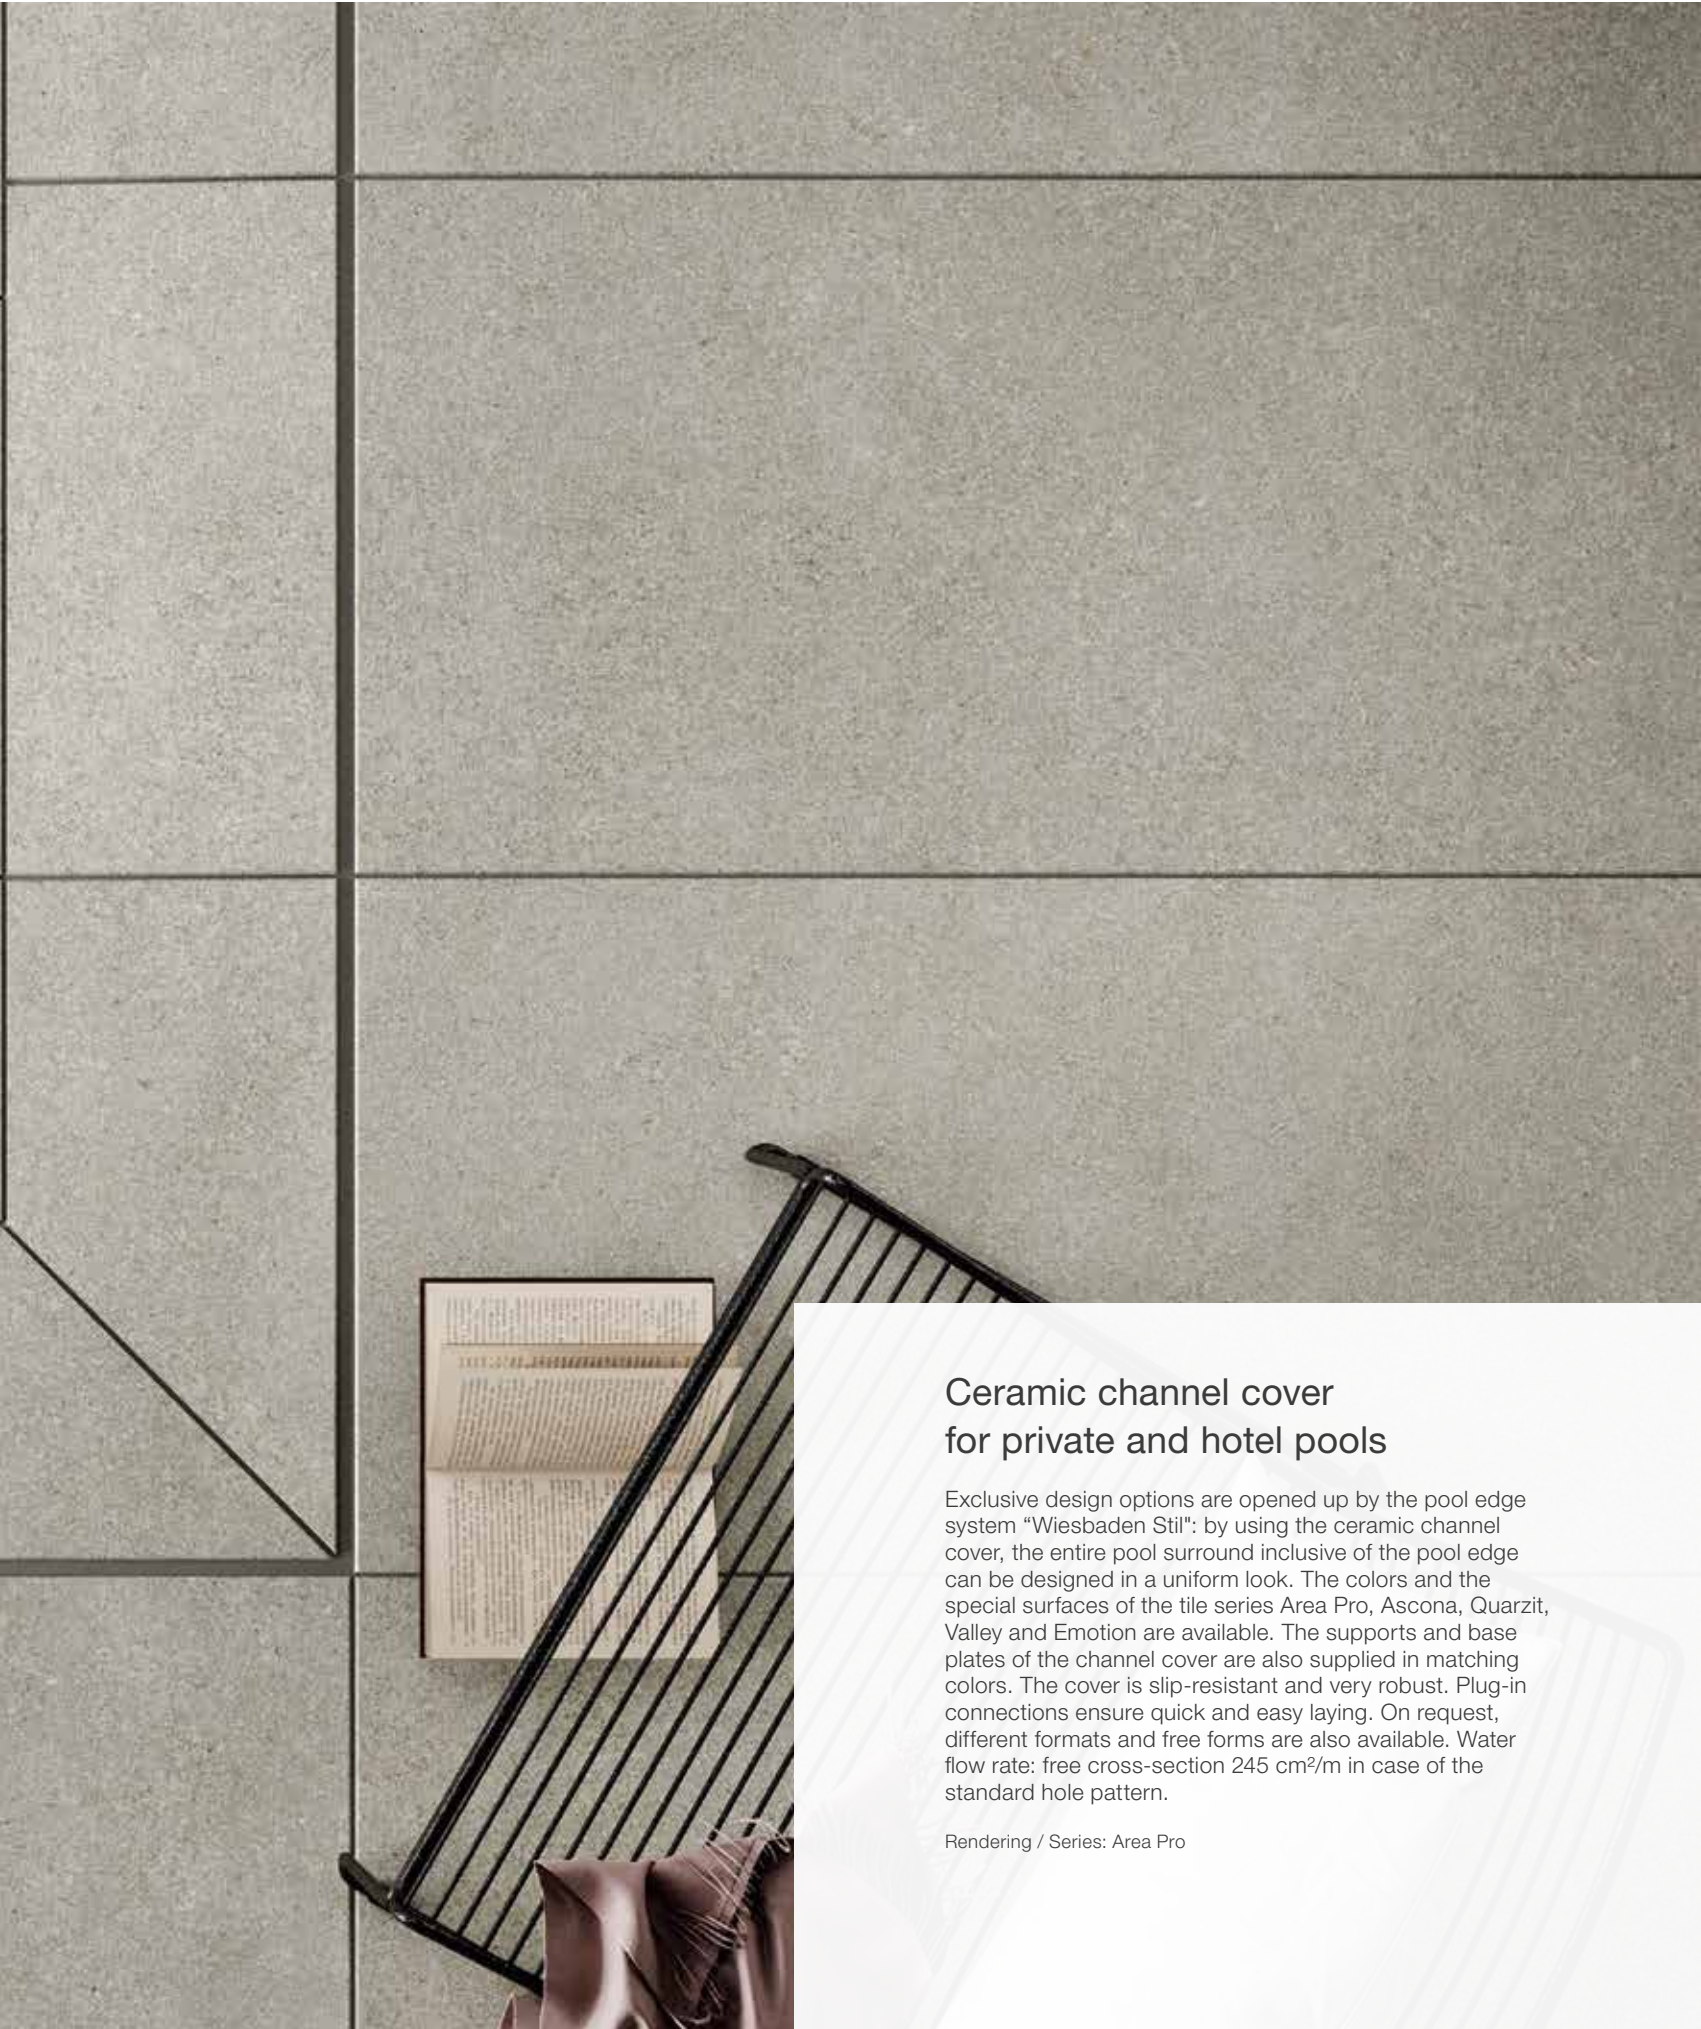 Ceramic channel cover
for private and hotel pools
Exclusive design options are opened up by the pool edge
system “Wiesbaden Stil": by using the ceramic channel
cover, the entire pool surround inclusive of the pool edge
can be designed in a uniform look. The colors and the
special surfaces of the tile series Area Pro, Ascona, Quarzit,
Valley and Emotion are available. The supports and base
plates of the channel cover are also supplied in matching
colors. The cover is slip-resistant and very robust. Plug-in
connections ensure quick and easy laying. On request,
different formats and free forms are also available. Water
flow rate: free cross-section 245 cm²/m in case of the
standard hole pattern.
Rendering / Series: Area Pro